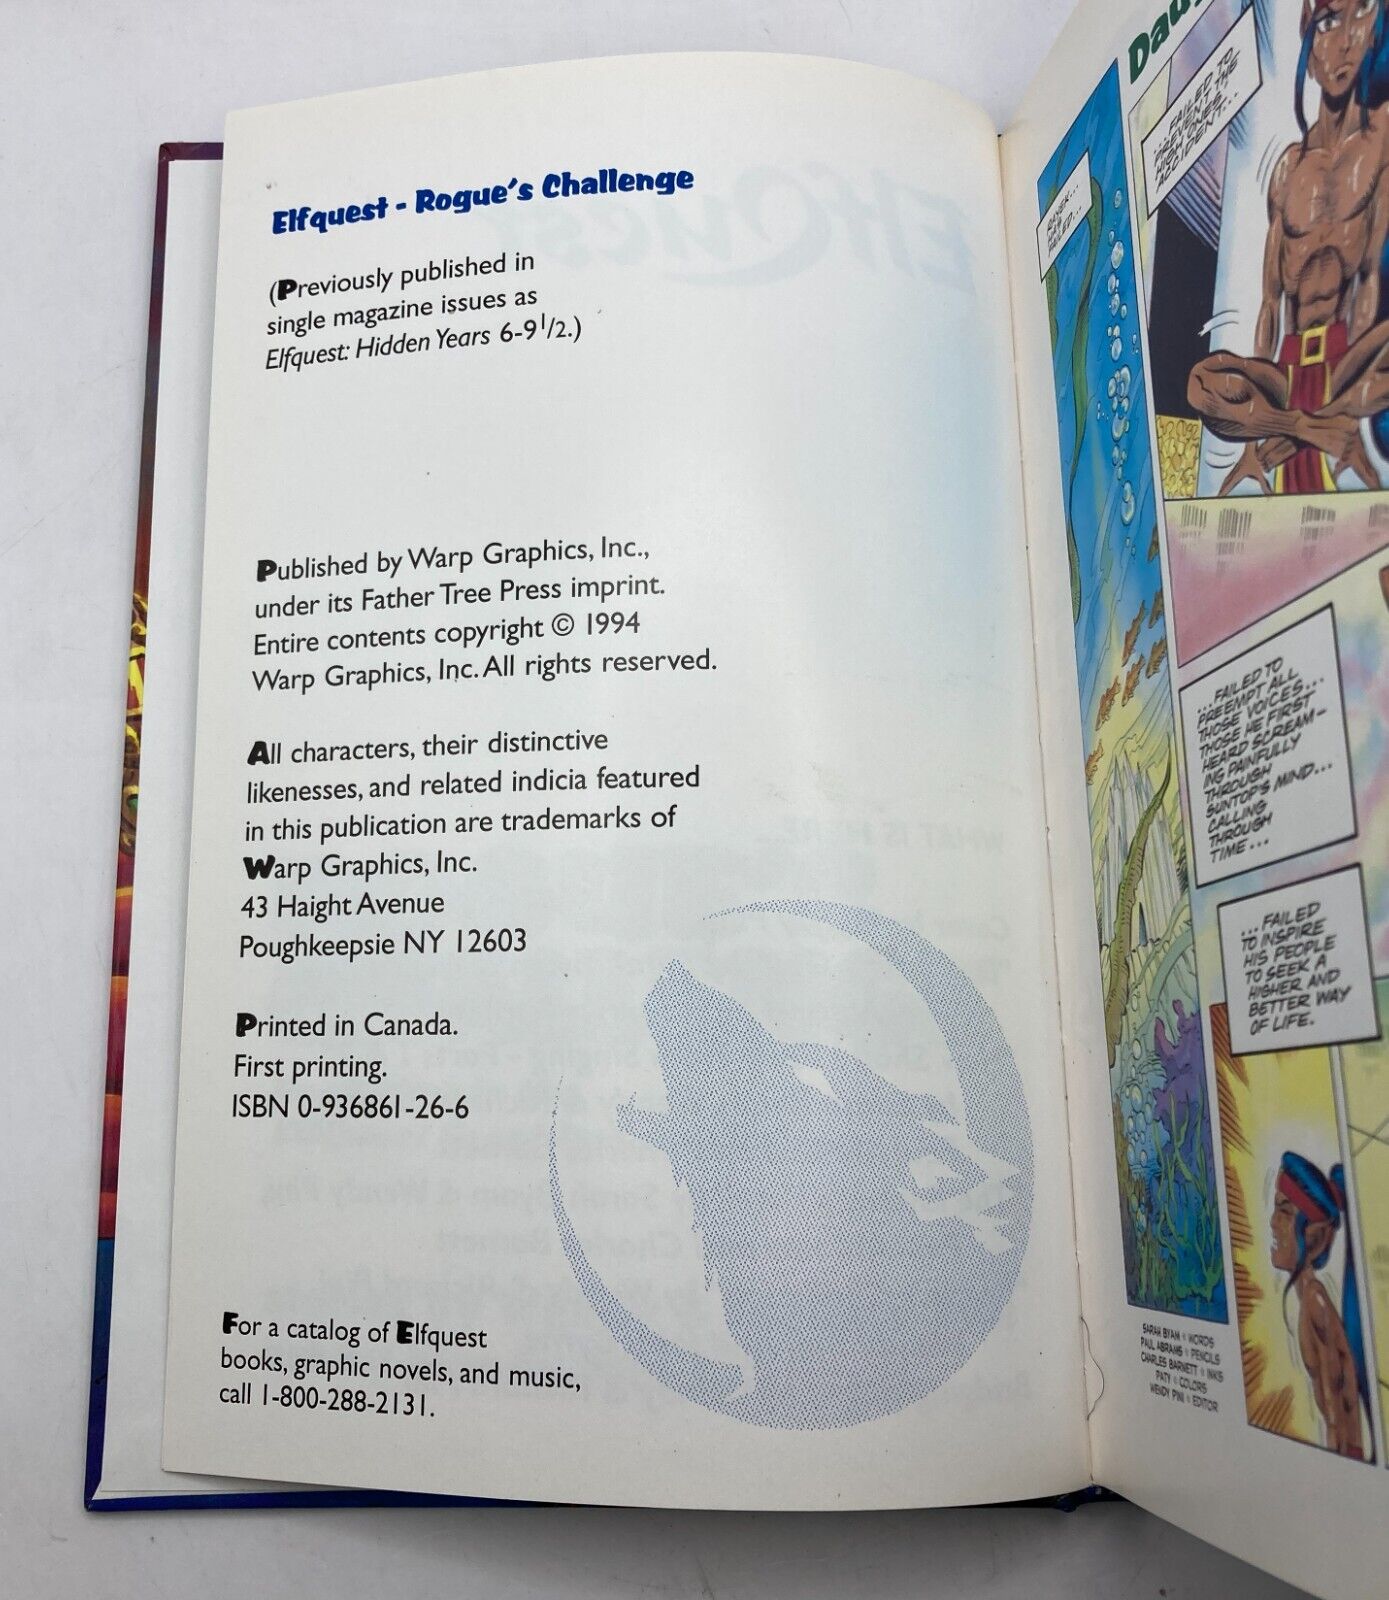 Elfquest - Rogue's Challenge
(Previously published in
single magazine issues as
Elfquest: Hidden Years 6-9 1/2.)
Published by Warp Graphics, Inc.,
under its Father Tree Press imprint.
Entire contents copyright © 1994
Warp Graphics, Inc. All rights reserved.
All characters, their distinctive
likenesses, and related indicia featured
in this publication are trademarks of
Warp Graphics, Inc.
43 Haight Avenue
Poughkeepsie NY 12603
Printed in Canada.
First printing.
ISBN 0-936861-26-6
For a catalog of Elfquest
books, graphic novels, and music,
call 1-800-288-2131.
RAYEK...
HAS
FAILED...
...FAILED TO
PREVENT THE
HIGH ONES'
ACCIDENT...
...FAILED TO
PREEMPT ALL
THOSE VOICES...
THOSE HE FIRST
HEARD SCREAM-
ING PAINFULLY
THROUGH
SUNTOP'S MIND...
CALLING
THROUGH
TIME...
...FAILED
TO INSPIRE
HIS PEOPLE
TO SEEK A
HIGHER AND
BETTER WAY
OF LIFE.
SARAH BYAM WORDS
PAUL ABRAMS PENCILS
CHARLES BARNETT INKS
PATY COLORS
WENDY PINI EDITOR